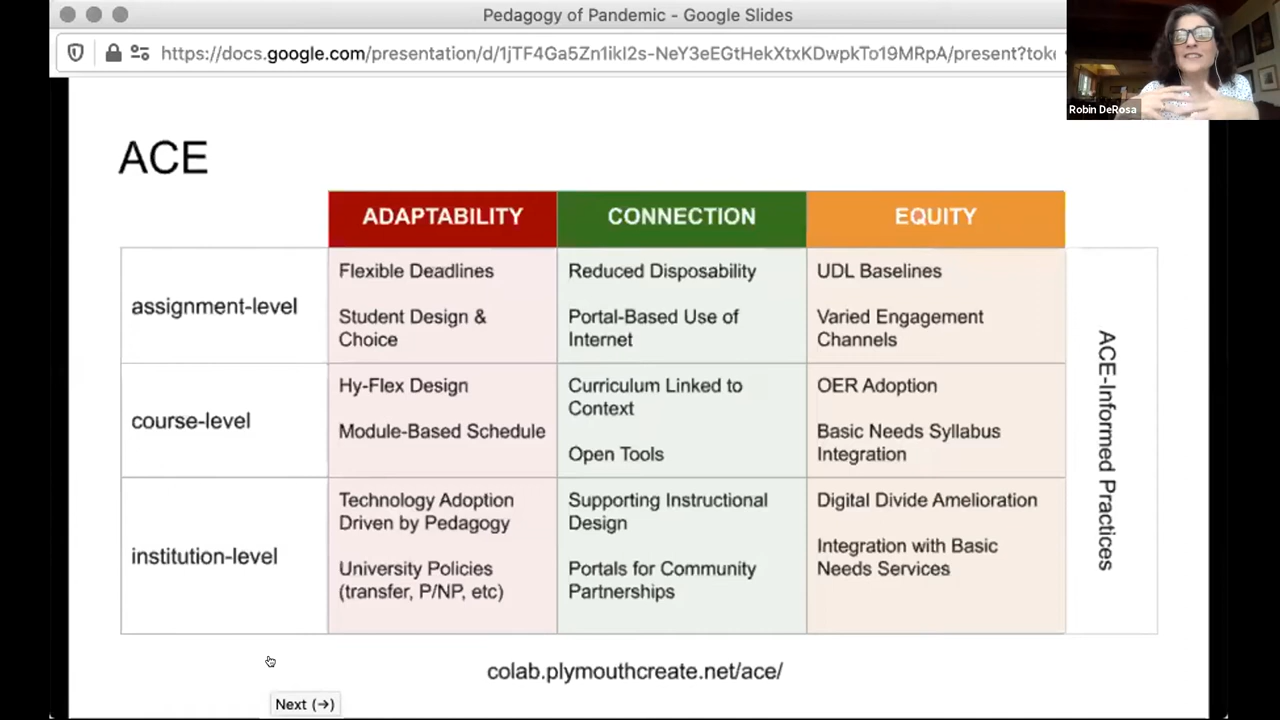 Pedagogy of Pandemic - Google Slides
https://docs.google.com/presentation/d/1jTF4Ga5Zn1ikI2s-NeY3eEGtHekXtxKDwpkTo19MRpA/present?toke
Robin DeRosa
ACE
ADAPTABILITY
CONNECTION
EQUITY
assignment-level
Flexible Deadlines
Student Design &
Choice
Reduced Disposability
Portal-Based Use of
Internet
UDL Baselines
Varied Engagement
Channels
course-level
Hy-Flex Design
Module-Based Schedule
Curriculum Linked to
Context
Open Tools
OER Adoption
Basic Needs Syllabus
Integration
institution-level
Technology Adoption
Driven by Pedagogy
University Policies
(transfer, P/NP, etc)
Supporting Instructional
Design
Portals for Community
Partnerships
Digital Divide Amelioration
Integration with Basic
Needs Services
ACE-Informed Practices
colab.plymouthcreate.net/ace/
Next (→)